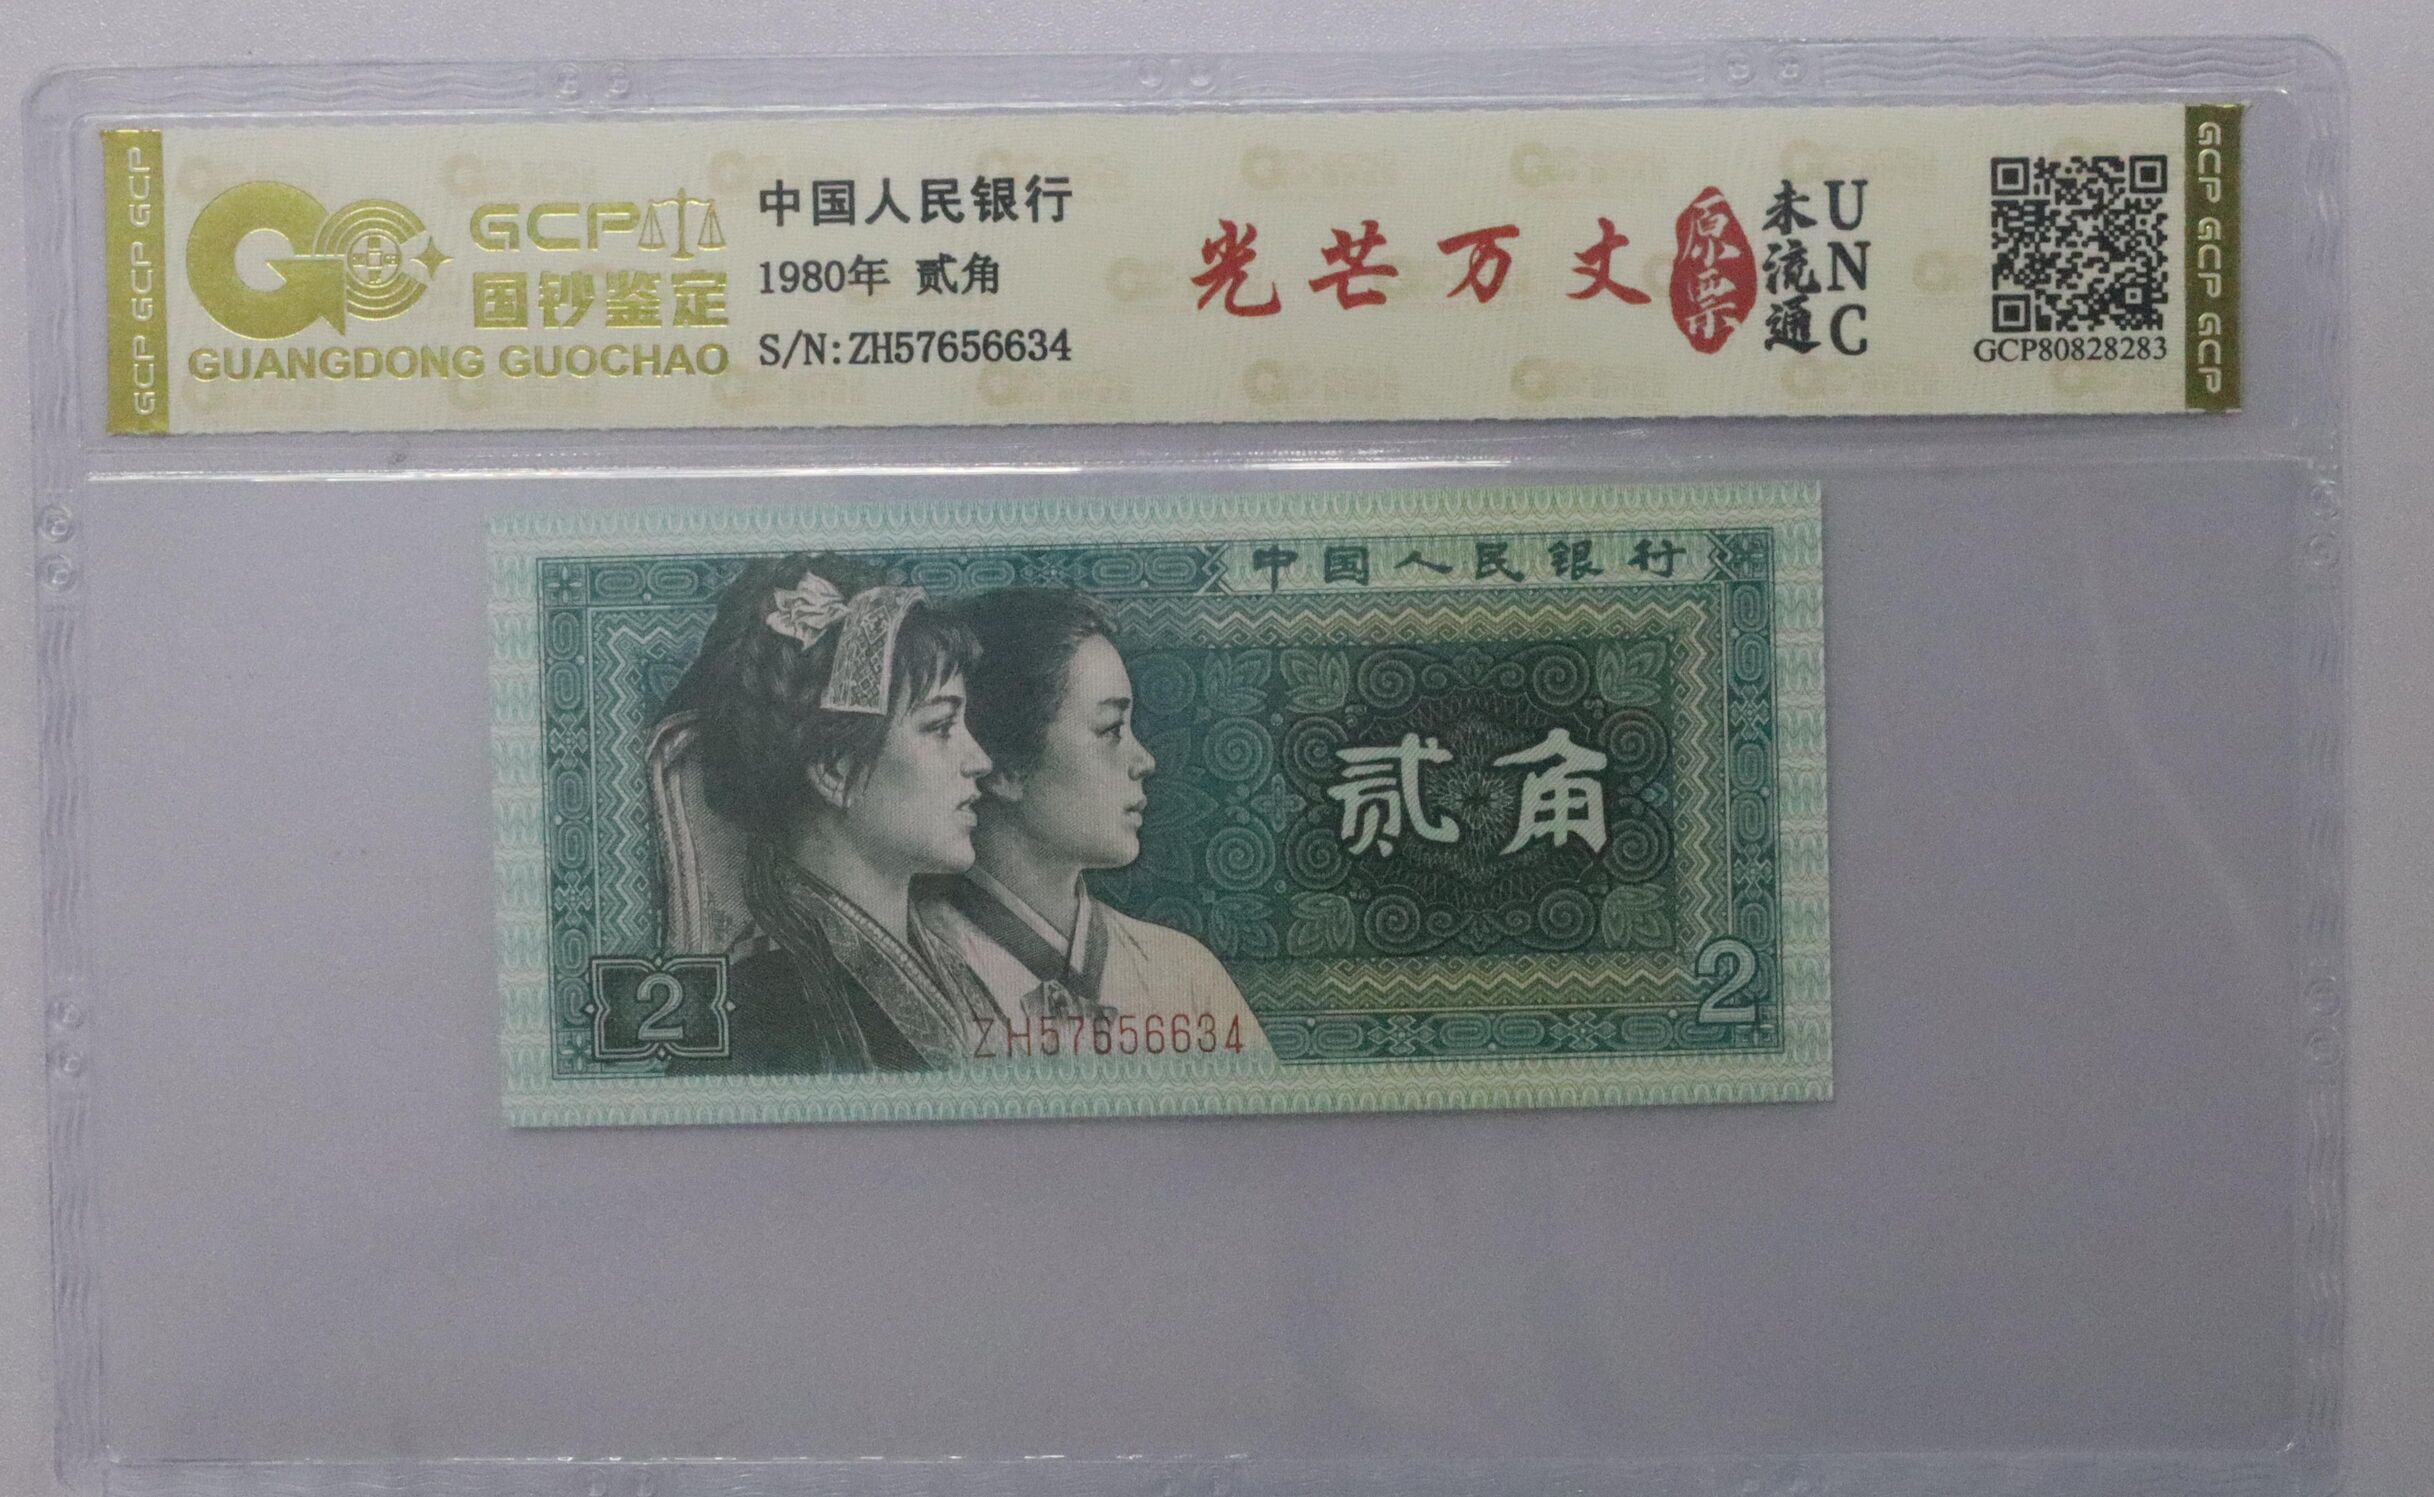 GCP GCP GCP
GCP
国钞鉴定
GUANGDONG GUOCHAO
中国人民银行
1980年 贰角
S/N:ZH57656634
光芒万丈
原票
未流通
UNC
GCP80828283
GCP GCP GCP
中国人民银行
贰角
2
2
ZH57656634